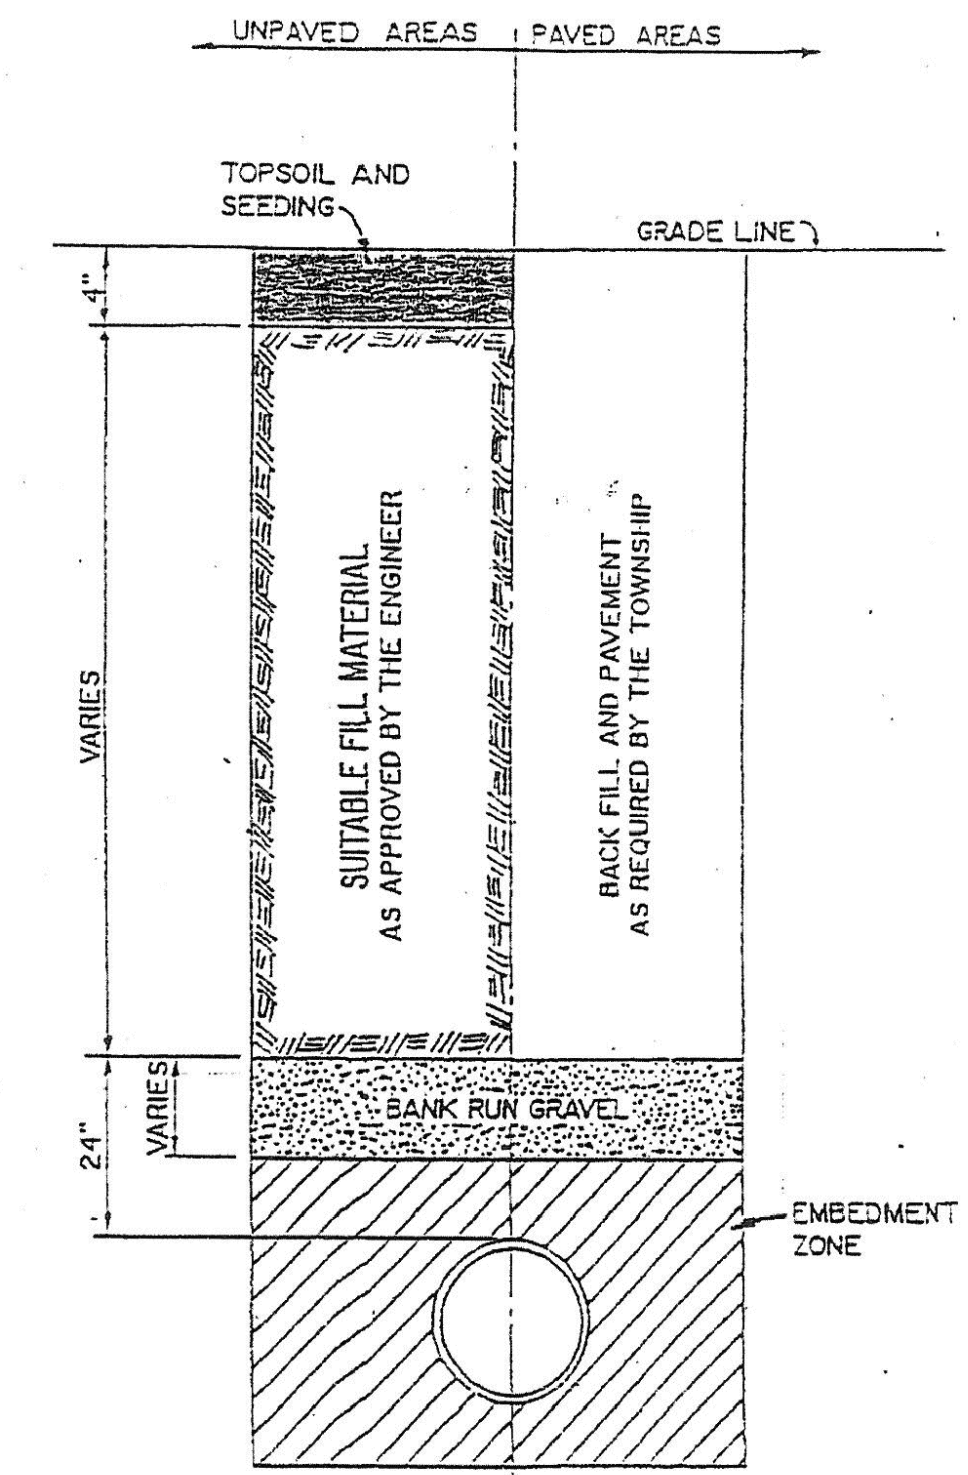 UNPAVED AREAS
PAVED AREAS
TOPSOIL AND
SEEDING
GRADE LINE
4"
VARIES
SUITABLE FILL MATERIAL
AS APPROVED BY THE ENGINEER
BACK FILL AND PAVEMENT
AS REQUIRED BY THE TOWNSHIP
24"
VARIES
BANK RUN GRAVEL
EMBEDMENT
ZONE